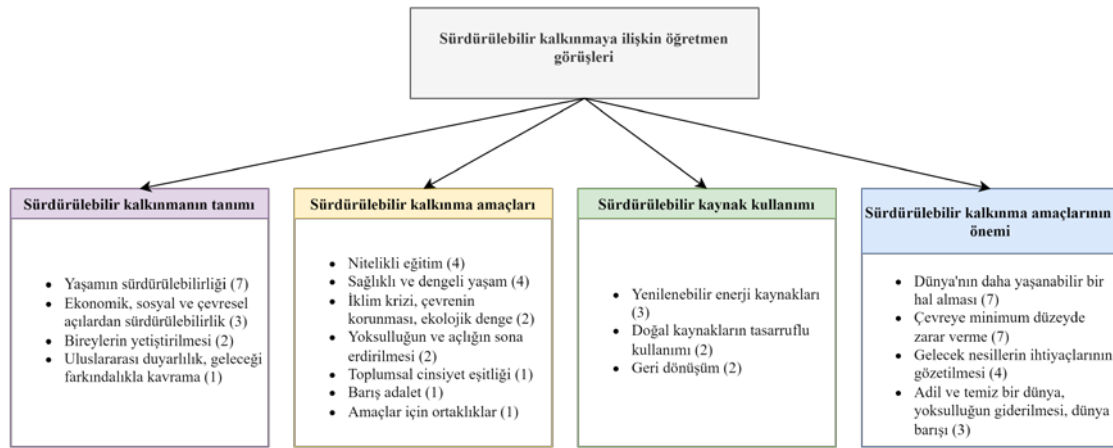 Sürdürülebilir kalkınmaya ilişkin öğretmen
görüşleri
Sürdürülebilir kalkınmanın tanımı
• Yaşamın sürdürülebilirliği (7)
• Ekonomik, sosyal ve çevresel
açılardan sürdürülebilirlik (3)
• Bireylerin yetiştirilmesi (2)
• Uluslararası duyarlılık, geleceği
farkındalıkla kavrama (1)
Sürdürülebilir kalkınma amaçları
• Nitelikli eğitim (4)
• Sağlıklı ve dengeli yaşam (4)
• İklim krizi, çevrenin
korunması, ekolojik denge (2)
• Yoksulluğun ve açlığın sona
erdirilmesi (2)
• Toplumsal cinsiyet eşitliği (1)
• Barış adalet (1)
• Amaçlar için ortaklıklar (1)
Sürdürülebilir kaynak kullanımı
• Yenilenebilir enerji kaynakları
(3)
• Doğal kaynakların tasarruflu
kullanımı (2)
• Geri dönüşüm (2)
Sürdürülebilir kalkınma amaçlarının
önemi
• Dünya'nın daha yaşanabilir bir
hal alması (7)
• Çevreye minimum düzeyde
zarar verme (7)
• Gelecek nesillerin ihtiyaçlarının
gözetilmesi (4)
• Adil ve temiz bir dünya,
yoksulluğun giderilmesi, dünya
barışı (3)